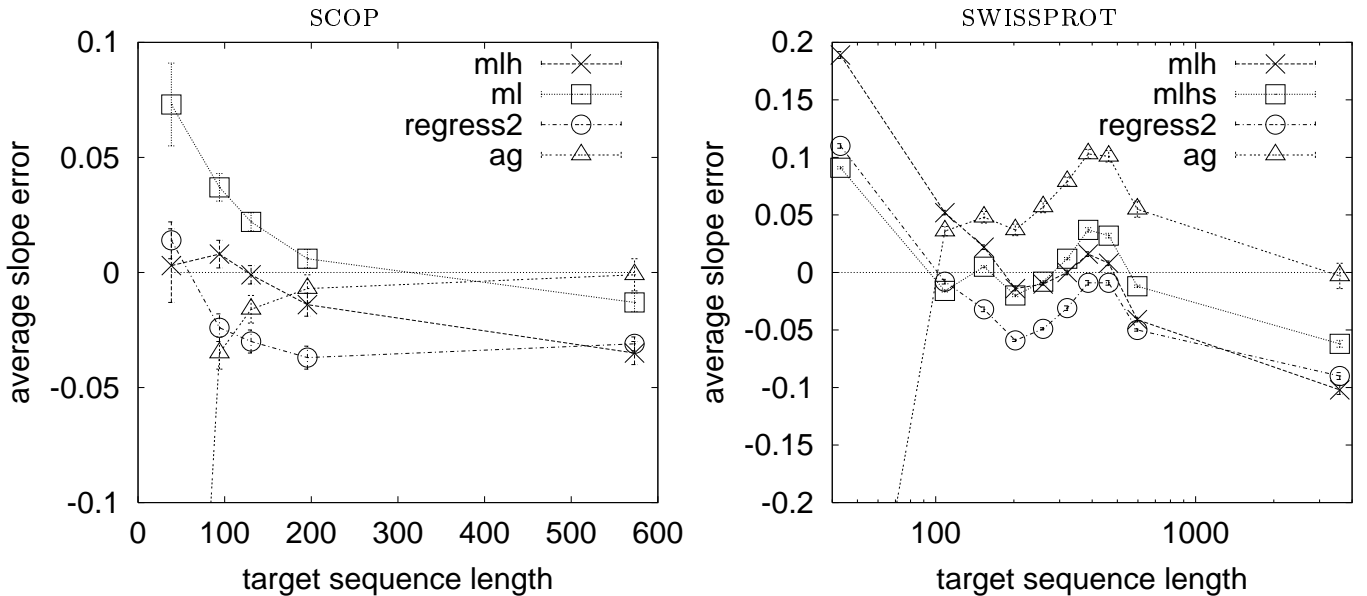 SCOP
0.1
0.05
0
-0.05
-0.1
0 100 200 300 400 500 600
average slope error
target sequence length
mlh
ml
regress2
ag
SWISSPROT
0.2
0.15
0.1
0.05
0
-0.05
-0.1
-0.15
-0.2
100 1000
average slope error
target sequence length
mlh
mlhs
regress2
ag